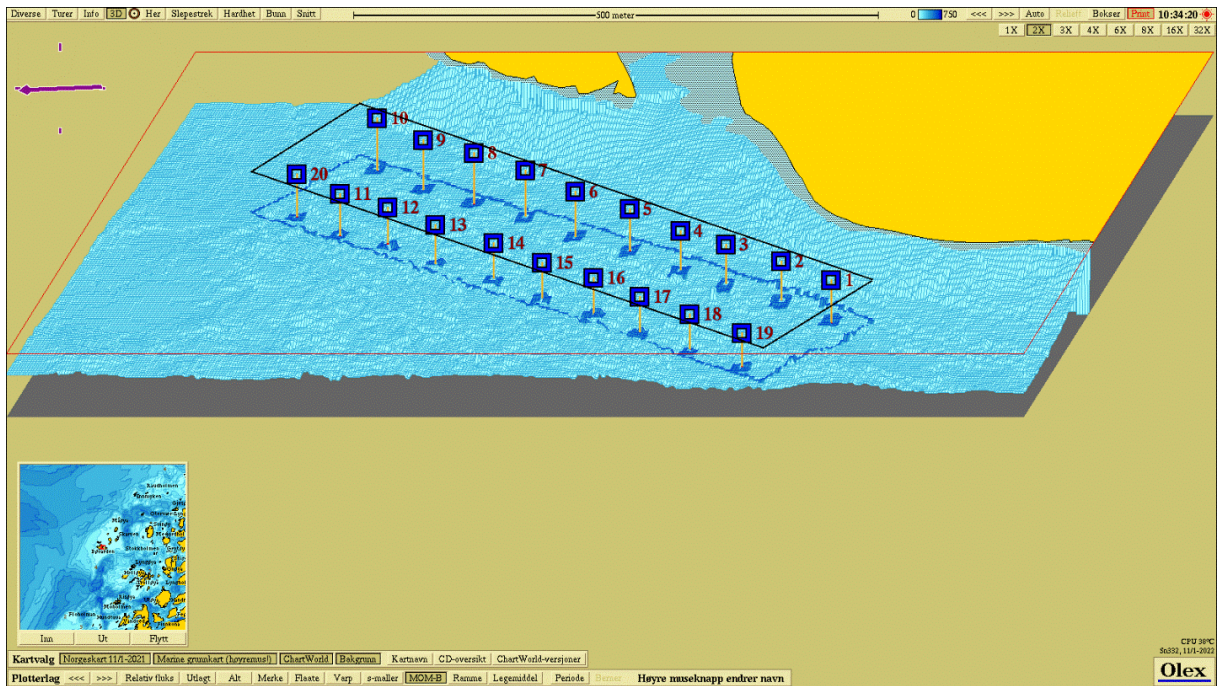 Diverse Turer Info 3D Her Slepestrek Hardhet Bunn Snitt 500 meter 0 750 <<< >>> Auto Relieff Bokser Print 10:34:20
1X 2X 3X 4X 6X 8X 16X 32X
10
9
8
7
20
6
11
5
12
13
4
14
3
15
2
16
1
17
18
19
Måøya
Inn Ut Flytt
CPU 38°C
Sn332, 11/1-2022
Kartvalg Norgeskart 11/1-2021 Marine grunnkart (høyremus!) ChartWorld Bakgrunn Kartnavn CD-oversikt ChartWorld-versjoner
Olex
Plotterlag <<< >>> Relativ fluks Utlagt Alt Merke Flaate Varp s-maller MOM-B Ramme Legemiddel Periode Høyre museknapp endrer navn